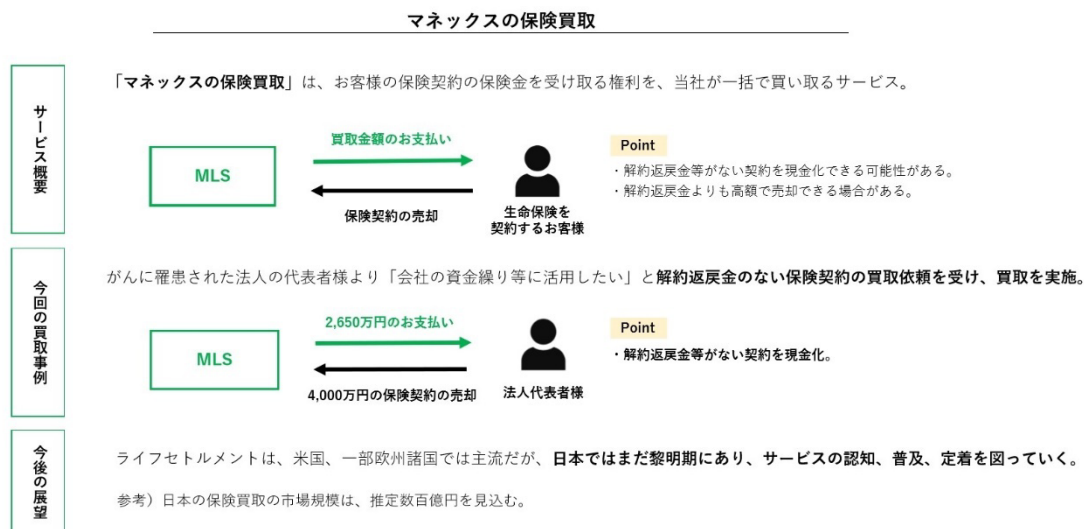 マネックスの保険買取
サービス概要
「マネックスの保険買取」は、お客様の保険契約の保険金を受け取る権利を、当社が一括で買い取るサービス。
MLS
買取金額のお支払い
保険契約の売却
生命保険を
契約するお客様
Point
・解約返戻金等がない契約を現金化できる可能性がある。
・解約返戻金よりも高額で売却できる場合がある。
今回の買取事例
がんに罹患された法人の代表者様より「会社の資金繰り等に活用したい」と解約返戻金のない保険契約の買取依頼を受け、買取を実施。
MLS
2,650万円のお支払い
4,000万円の保険契約の売却
法人代表者様
Point
・解約返戻金等がない契約を現金化。
今後の展望
ライフセトルメントは、米国、一部欧州諸国では主流だが、日本ではまだ黎明期にあり、サービスの認知、普及、定着を図っていく。
参考）日本の保険買取の市場規模は、推定数百億円を見込む。